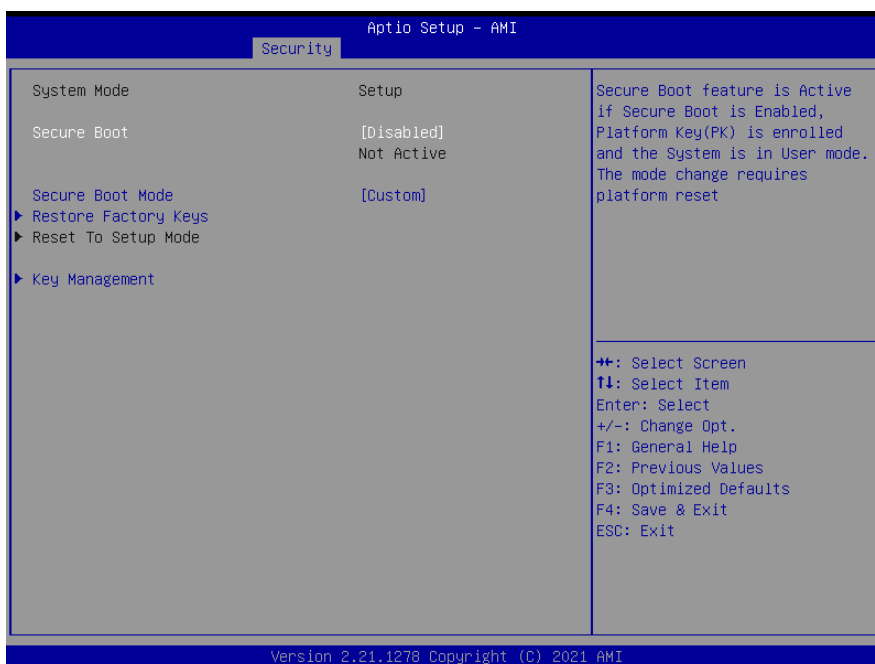 Aptio Setup – AMI
Security
System Mode Setup
Secure Boot [Disabled]
Not Active
Secure Boot Mode [Custom]
Restore Factory Keys
Reset To Setup Mode
Key Management
Secure Boot feature is Active
if Secure Boot is Enabled,
Platform Key(PK) is enrolled
and the System is in User mode.
The mode change requires
platform reset
→←: Select Screen
↑↓: Select Item
Enter: Select
+/-: Change Opt.
F1: General Help
F2: Previous Values
F3: Optimized Defaults
F4: Save & Exit
ESC: Exit
Version 2.21.1278 Copyright (C) 2021 AMI